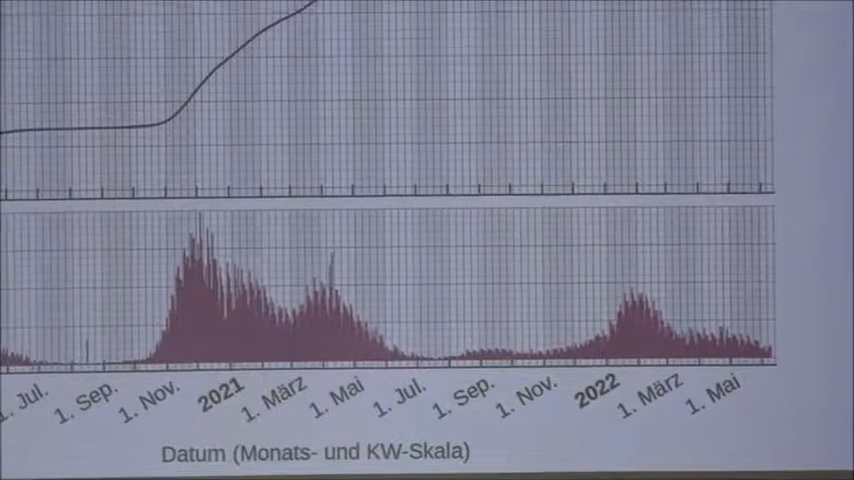 1. Jul. 1. Sep. 1. Nov. 2021 1. März 1. Mai 1. Jul. 1. Sep. 1. Nov. 2022 1. März 1. Mai
Datum (Monats- und KW-Skala)